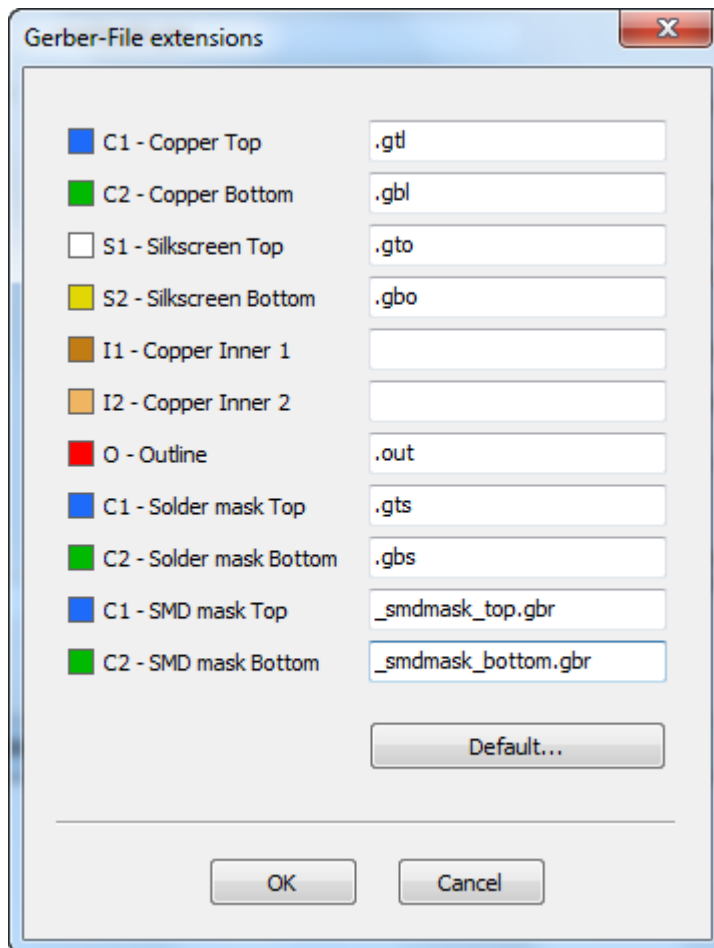 Gerber-File extensions
C1 - Copper Top .gtl
C2 - Copper Bottom .gbl
S1 - Silkscreen Top .gto
S2 - Silkscreen Bottom .gbo
I1 - Copper Inner 1
I2 - Copper Inner 2
O - Outline .out
C1 - Solder mask Top .gts
C2 - Solder mask Bottom .gbs
C1 - SMD mask Top _smdmask_top.gbr
C2 - SMD mask Bottom _smdmask_bottom.gbr
Default...
OK Cancel